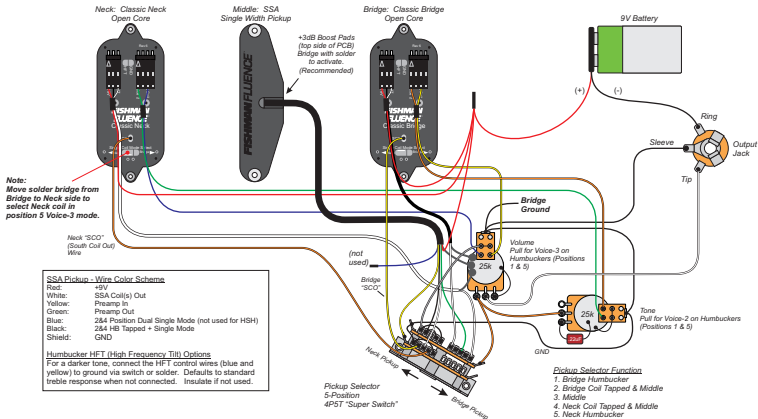 Neck: Classic Neck
Open Core
Middle: SSA
Single Width Pickup
Bridge: Classic Bridge
Open Core
9V Battery
+3dB Boost Pads
(top side of PCB)
Bridge with solder
to activate.
(Recommended)
FISHMAN
FLUENCE
Classic Neck
FISHMAN FLUENCE
FISHMAN
FLUENCE
Classic Bridge
(+)
(-)
Ring
Sleeve
Output
Jack
Tip
Note:
Move solder bridge from
Bridge to Neck side to
select Neck coil in
position 5 Voice-3 mode.
Bridge
Ground
Neck "SCO"
(South Coil Out)
Wire
(not
used)
Volume
Pull for Voice-3 on
Humbuckers (Positions
1 & 5)
25k
Bridge
"SCO"
SSA Pickup - Wire Color Scheme
Red: +9V
White: SSA Coil(s) Out
Yellow: Preamp In
Green: Preamp Out
Blue: 2&4 Position Dual Single Mode (not used for HSH)
Black: 2&4 HB Tapped + Single Mode
Shield: GND
Humbucker HFT (High Frequency Tilt) Options
For a darker tone, connect the HFT control wires (blue and
yellow) to ground via switch or solder. Defaults to standard
treble response when not connected. Insulate if not used.
25k
Tone
Pull for Voice-2 on Humbuckers
(Positions 1 & 5)
.22uF
GND
Neck Pickup
Bridge Pickup
Pickup Selector
5-Position
4P5T "Super Switch"
Pickup Selector Function
1. Bridge Humbucker
2. Bridge Coil Tapped & Middle
3. Middle
4. Neck Coil Tapped & Middle
5. Neck Humbucker